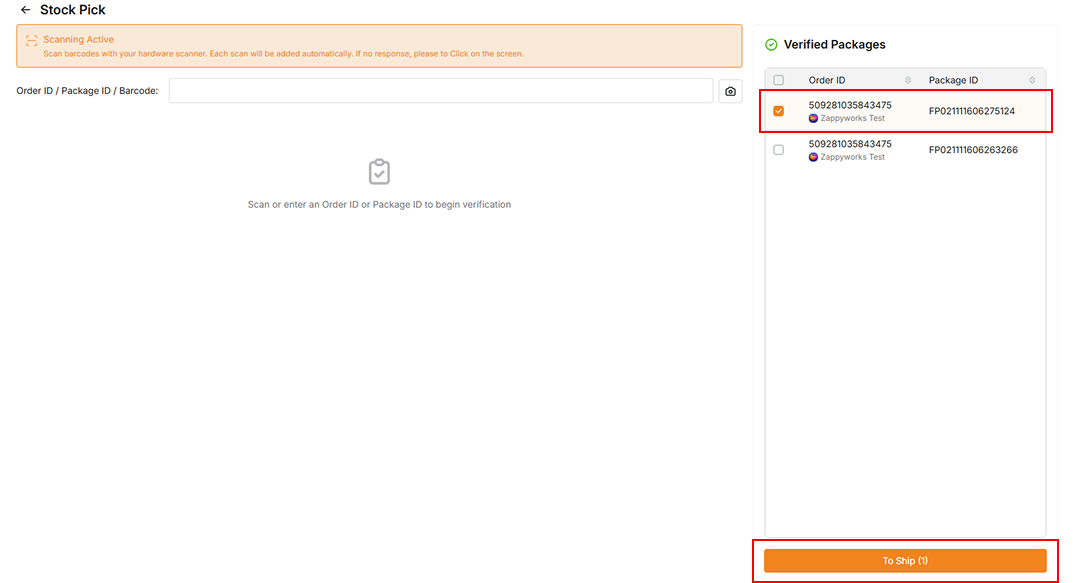 Stock Pick
Scanning Active
Scan barcodes with your hardware scanner. Each scan will be added automatically. If no response, please to Click on the screen.
Order ID / Package ID / Barcode:
Scan or enter an Order ID or Package ID to begin verification
Verified Packages
Order ID Package ID
509281035843475
Zappyworks Test
FP021111606275124
509281035843475
Zappyworks Test
FP021111606263266
To Ship (1)